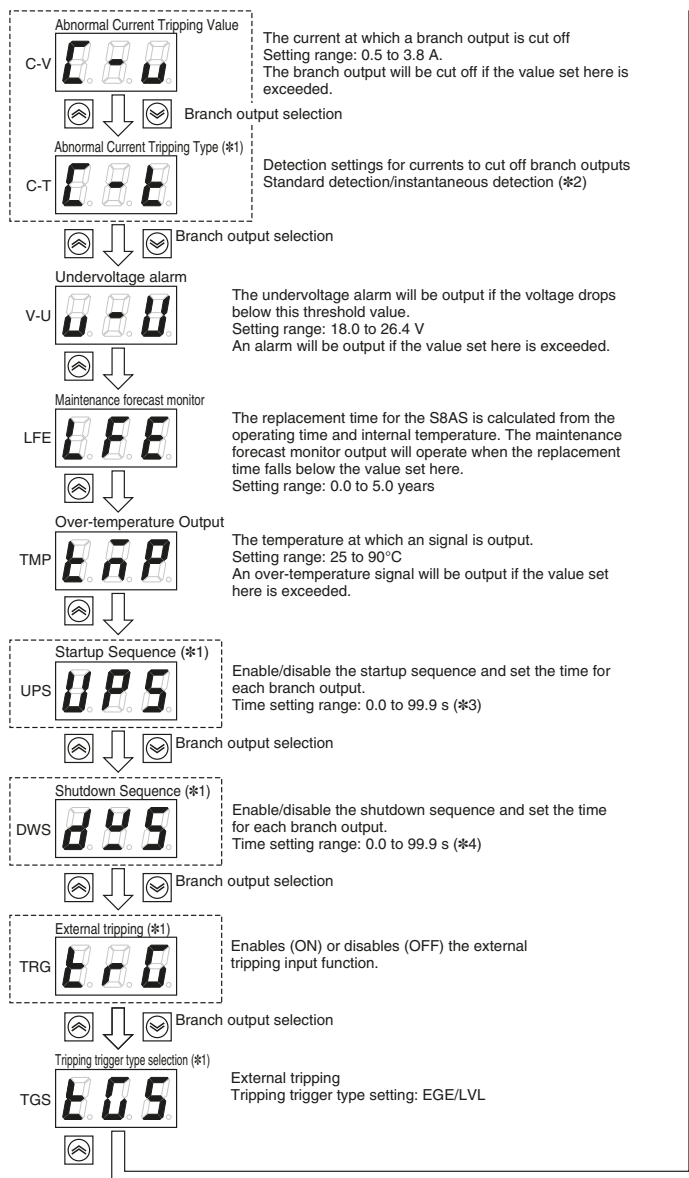 Abnormal Current Tripping Value
C-V
C-v
The current at which a branch output is cut off
Setting range: 0.5 to 3.8 A.
The branch output will be cut off if the value set here is
exceeded.
Branch output selection
Abnormal Current Tripping Type (✽1)
C-T
C-t
Detection settings for currents to cut off branch outputs
Standard detection/instantaneous detection (✽2)
Branch output selection
Undervoltage alarm
V-U
v-U
The undervoltage alarm will be output if the voltage drops
below this threshold value.
Setting range: 18.0 to 26.4 V
An alarm will be output if the value set here is exceeded.
Maintenance forecast monitor
LFE
LFE
The replacement time for the S8AS is calculated from the
operating time and internal temperature. The maintenance
forecast monitor output will operate when the replacement
time falls below the value set here.
Setting range: 0.0 to 5.0 years
Over-temperature Output
TMP
tmP
The temperature at which an signal is output.
Setting range: 25 to 90°C
An over-temperature signal will be output if the value set
here is exceeded.
Startup Sequence (✽1)
UPS
UPS
Enable/disable the startup sequence and set the time for
each branch output.
Time setting range: 0.0 to 99.9 s (✽3)
Branch output selection
Shutdown Sequence (✽1)
DWS
dwS
Enable/disable the shutdown sequence and set the time
for each branch output.
Time setting range: 0.0 to 99.9 s (✽4)
Branch output selection
External tripping (✽1)
TRG
trG
Enables (ON) or disables (OFF) the external
tripping input function.
Branch output selection
Tripping trigger type selection (✽1)
TGS
tGS
External tripping
Tripping trigger type setting: EGE/LVL